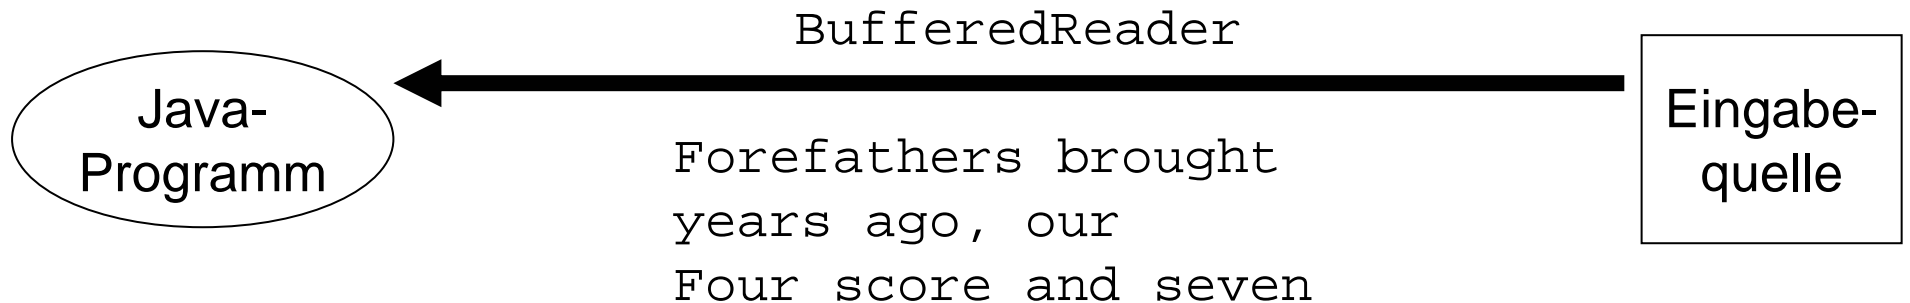 BufferedReader
Java-
Programm
Forefathers brought
years ago, our
Four score and seven
Eingabe-
quelle